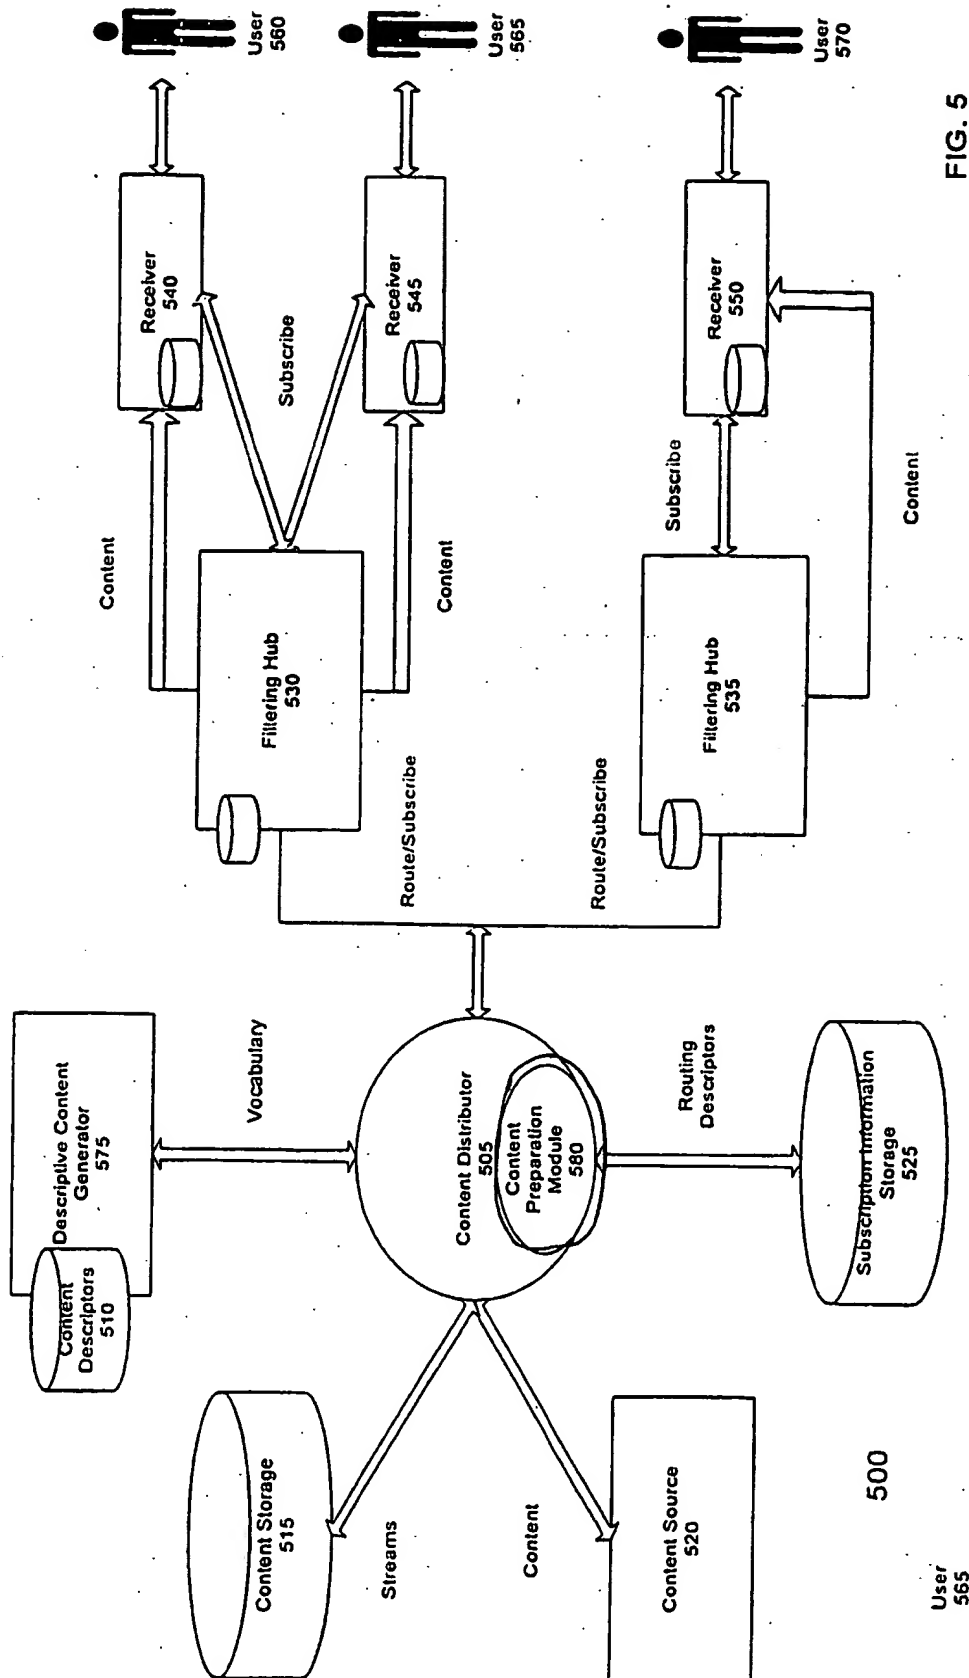 Content Storage
515
Streams
Content
Content Source
520
500
User
565
Content
Descriptors
510
Descriptive Content
Generator
575
Vocabulary
Content Distributor
505
Content
Preparation
Module
580
Routing
Descriptors
Subscription Information
Storage
525
Route/Subscribe
Route/Subscribe
Filtering Hub
530
Filtering Hub
535
Content
Subscribe
Content
Subscribe
Content
Receiver
540
Receiver
545
Receiver
550
User
560
User
565
User
570
FIG. 5